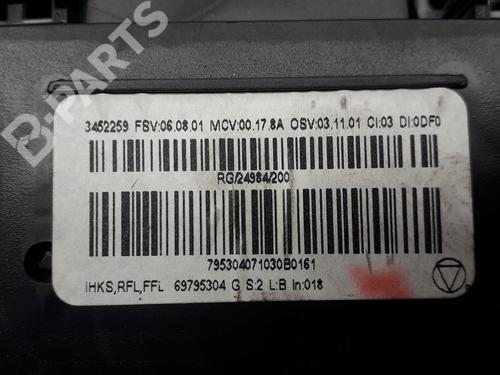 B-PARTS
3452259 FSV:06.08.01 MCV:00.17.8A OSV:03.11.01 CI:03 DI:0DF0
RG/24984/200
795304071030B0161
IHKS,RFL,FFL 69795304 G S:2 L:B In:018